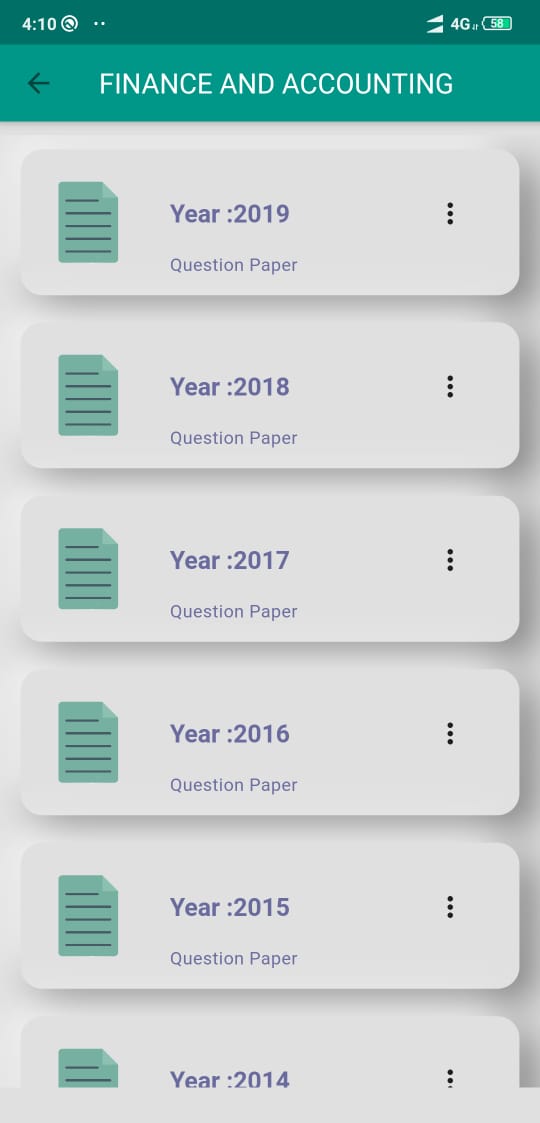 4:10
4G
58
FINANCE AND ACCOUNTING
Year :2019
Question Paper
Year :2018
Question Paper
Year :2017
Question Paper
Year :2016
Question Paper
Year :2015
Question Paper
Year :2014